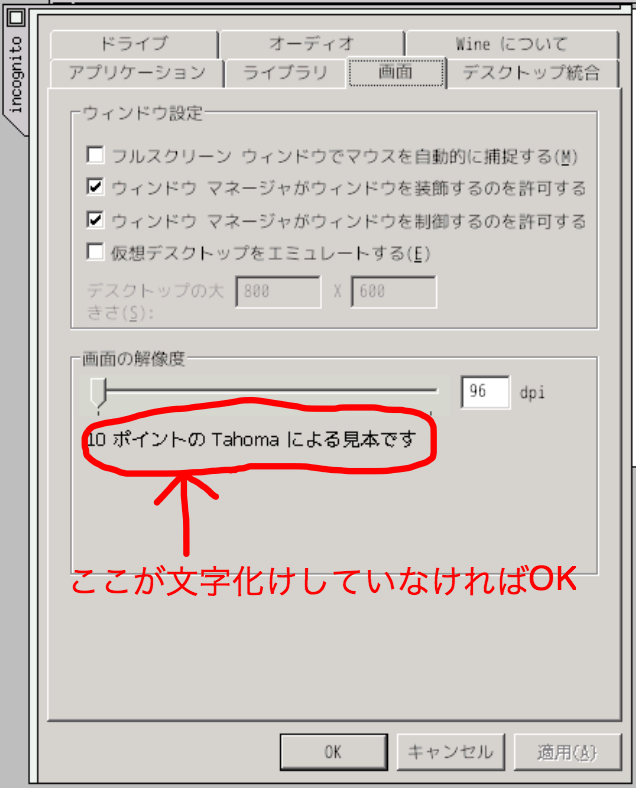 incognito
ドライブ オーディオ Wine について
アプリケーション ライブラリ 画面 デスクトップ統合
ウィンドウ設定
フルスクリーン ウィンドウでマウスを自動的に捕捉する(M)
ウィンドウ マネージャがウィンドウを装飾するのを許可する
ウィンドウ マネージャがウィンドウを制御するのを許可する
仮想デスクトップをエミュレートする(E)
デスクトップの大 800 X 600
きさ(S):
画面の解像度
96 dpi
10 ポイントの Tahoma による見本です
ここが文字化けしていなければOK
OK キャンセル 適用(A)